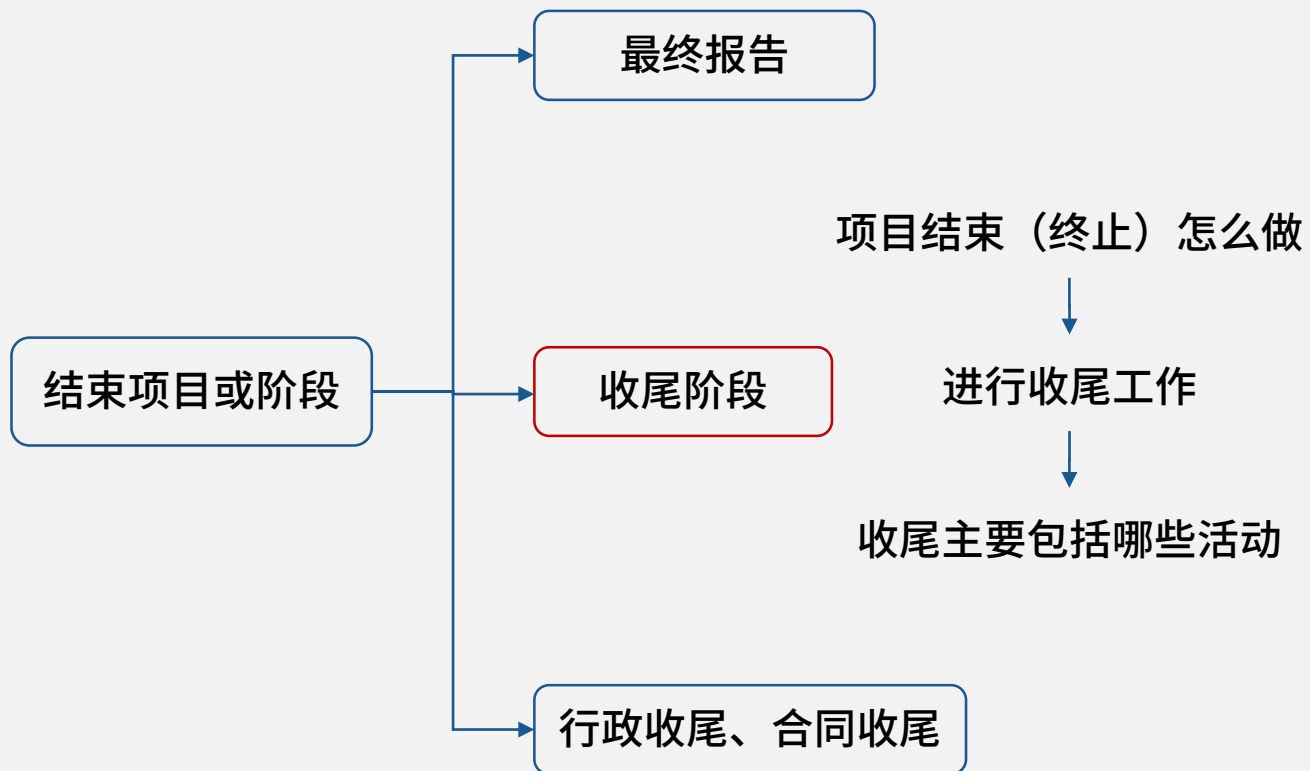 最终报告
项目结束（终止）怎么做
结束项目或阶段
收尾阶段
进行收尾工作
收尾主要包括哪些活动
行政收尾、合同收尾